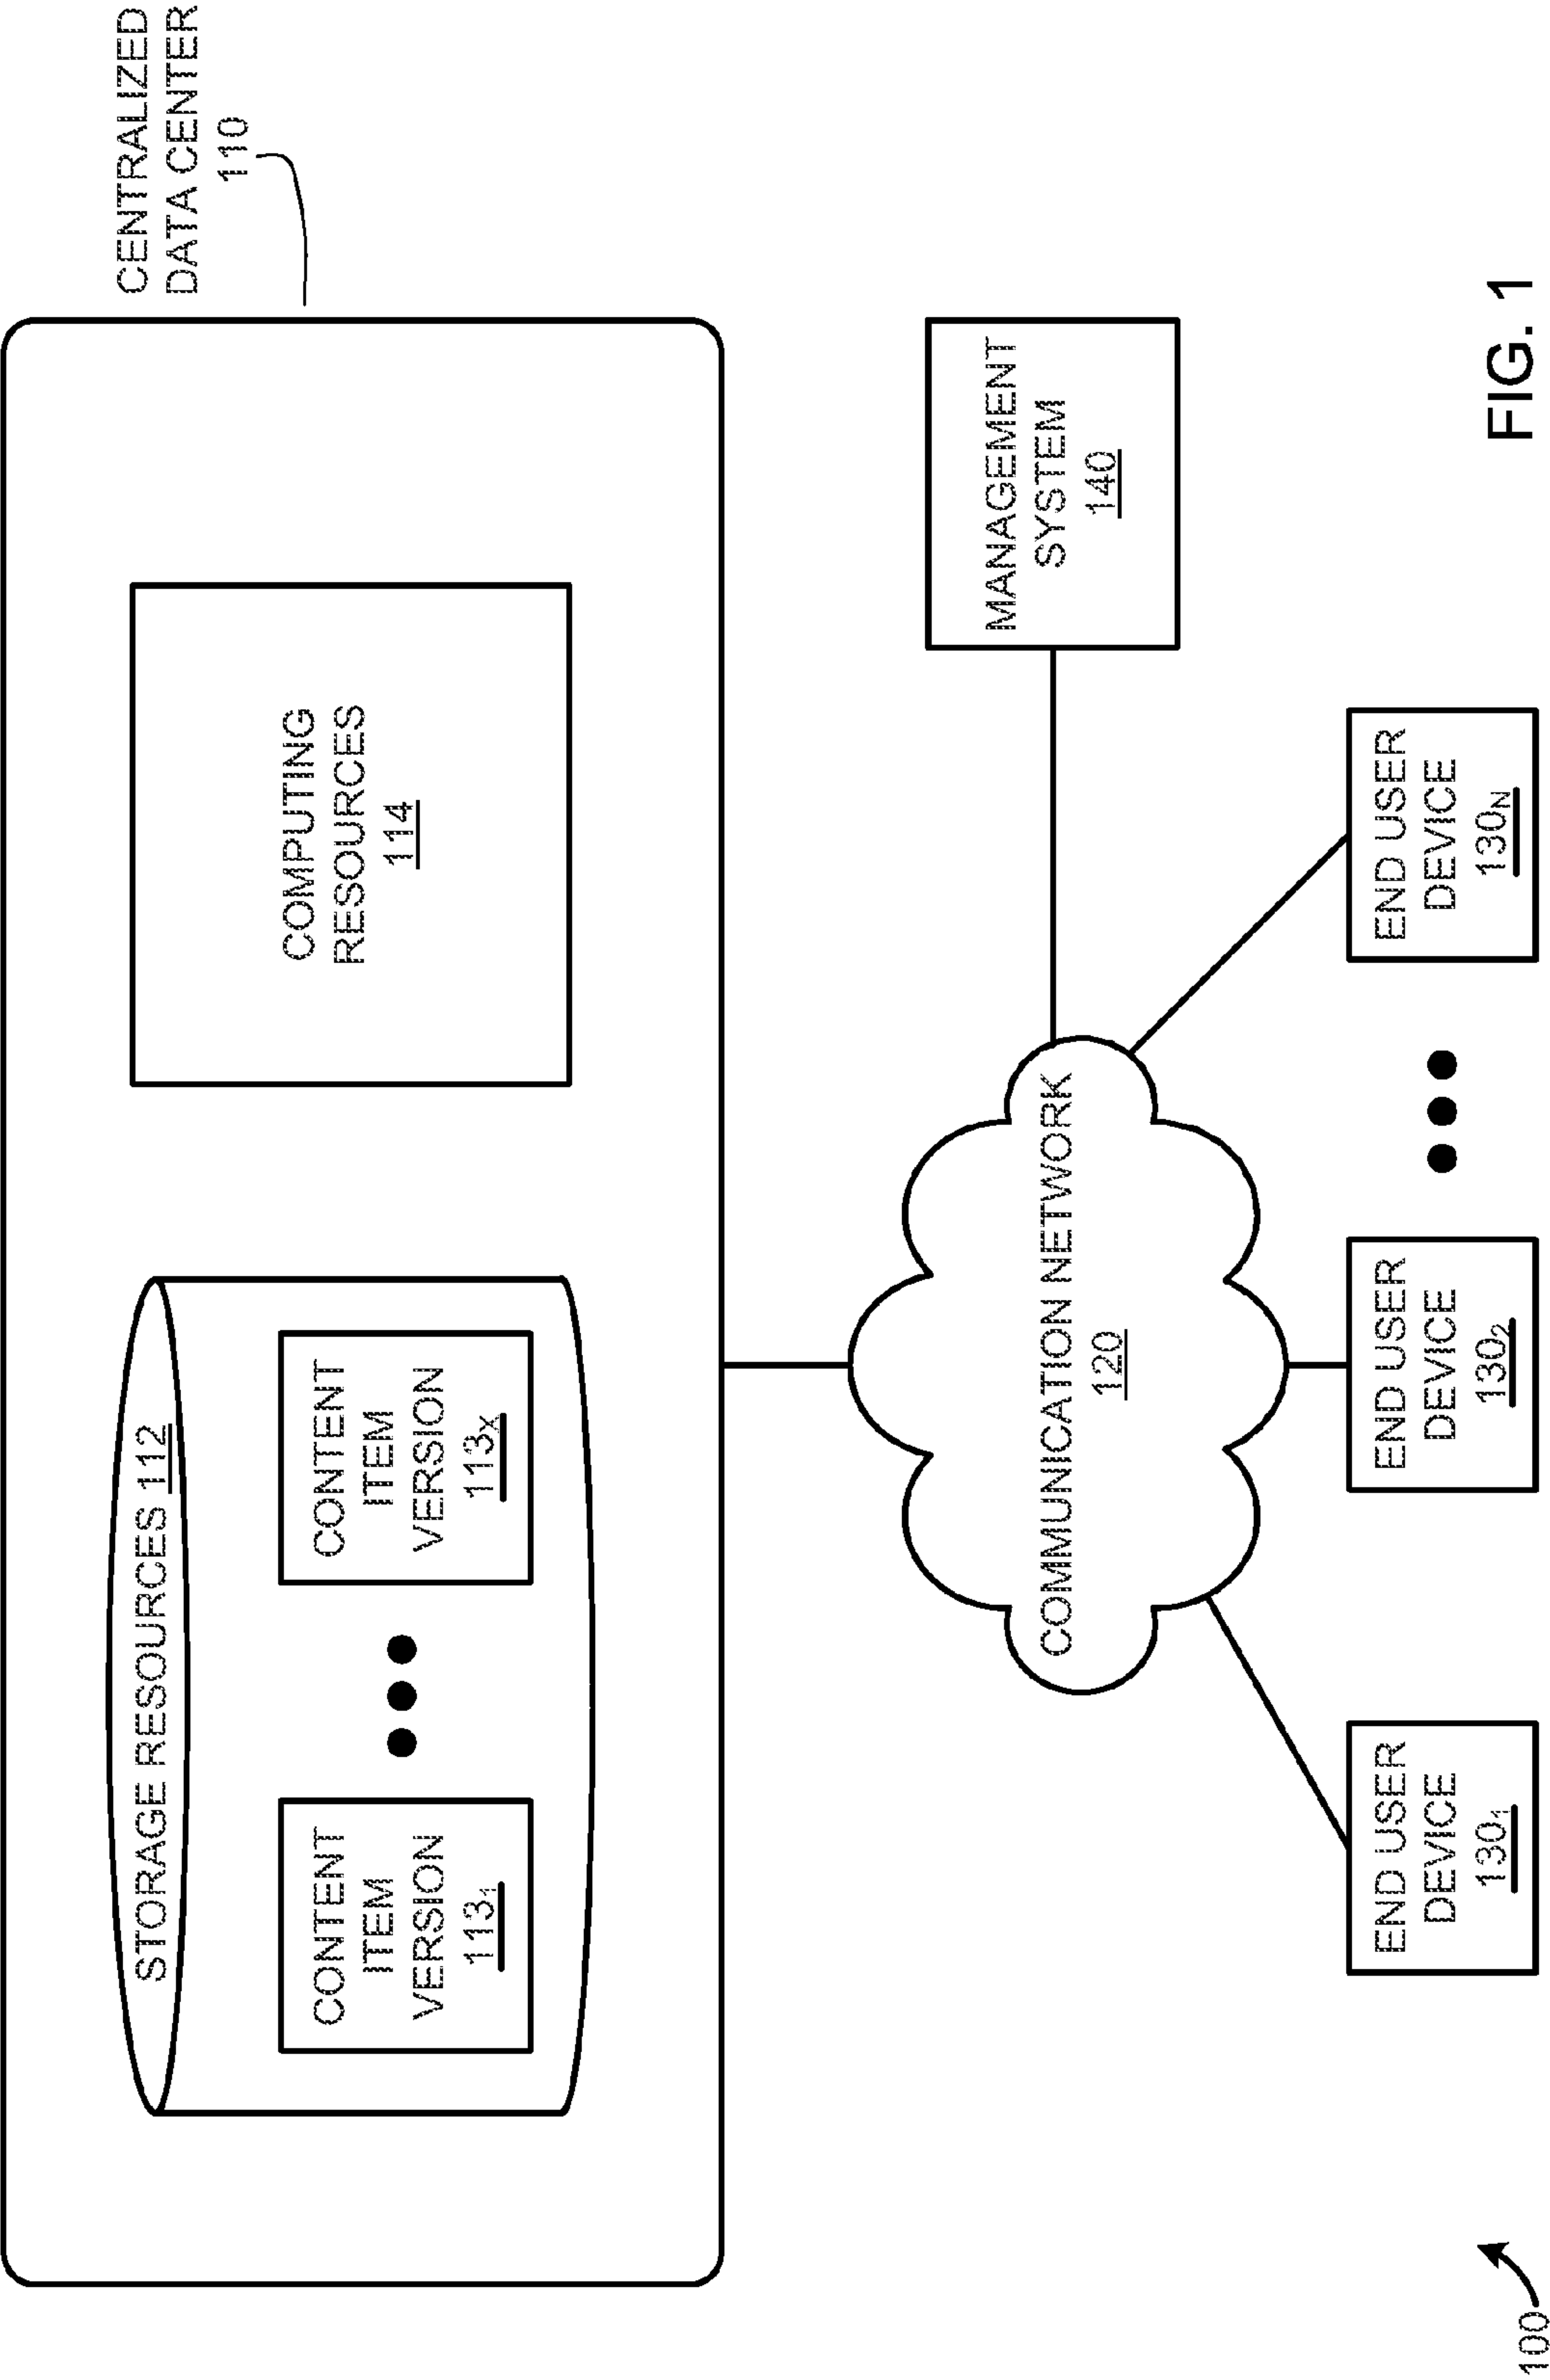 CENTRALIZED
DATA CENTER
110
STORAGE RESOURCES 112
CONTENT
ITEM
VERSION
113₁
CONTENT
ITEM
VERSION
113ₓ
COMPUTING
RESOURCES
114
COMMUNICATION NETWORK
120
MANAGEMENT
SYSTEM
140
END USER
DEVICE
130₁
END USER
DEVICE
130₂
END USER
DEVICE
130N
100
FIG. 1